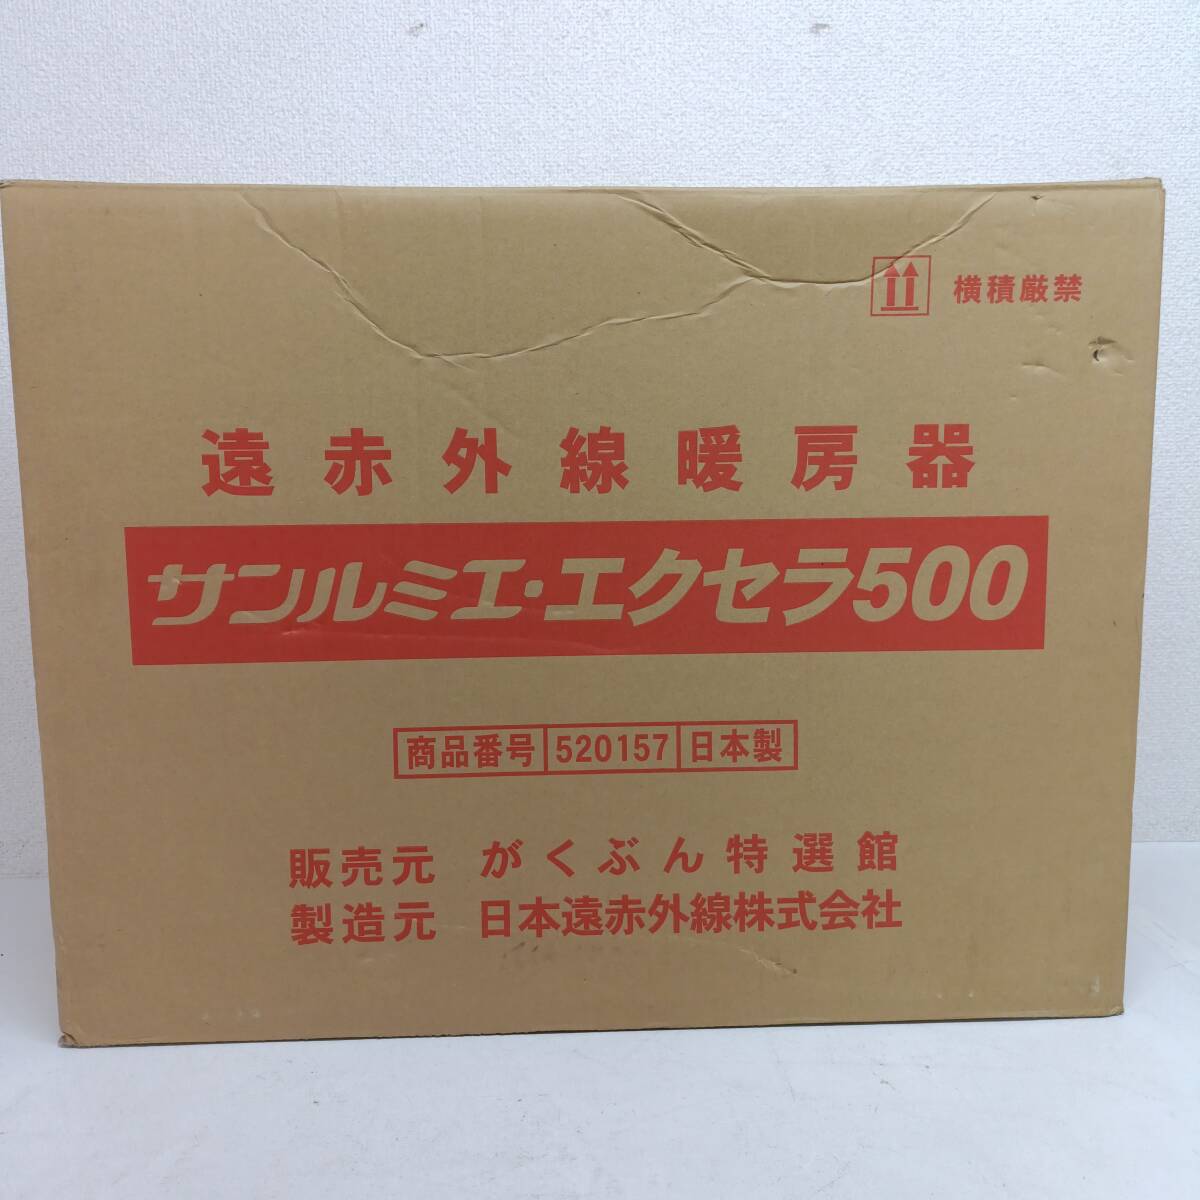 横積厳禁
遠赤外線暖房器
サンルミエ・エクセラ500
商品番号 520157 日本製
販売元 がくぶん特選館
製造元 日本遠赤外線株式会社